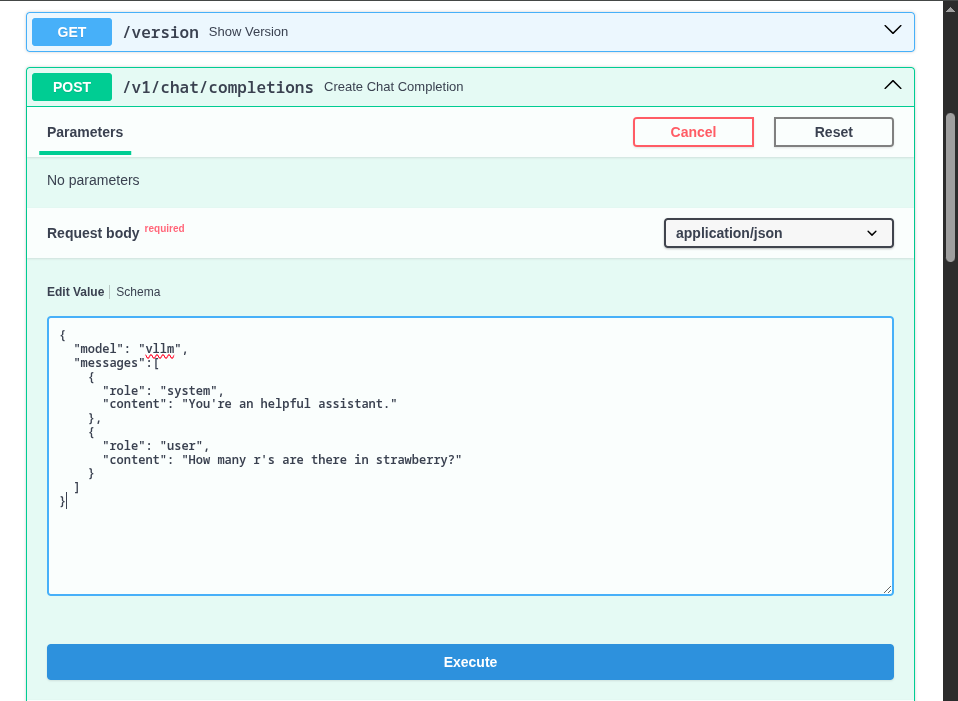 GET /version Show Version
POST /v1/chat/completions Create Chat Completion
Parameters Cancel Reset
No parameters
Request body required application/json
Edit Value Schema
{
  "model": "vllm",
  "messages":[
    {
      "role": "system",
      "content": "You're an helpful assistant."
    },
    {
      "role": "user",
      "content": "How many r's are there in strawberry?"
    }
  ]
}
Execute